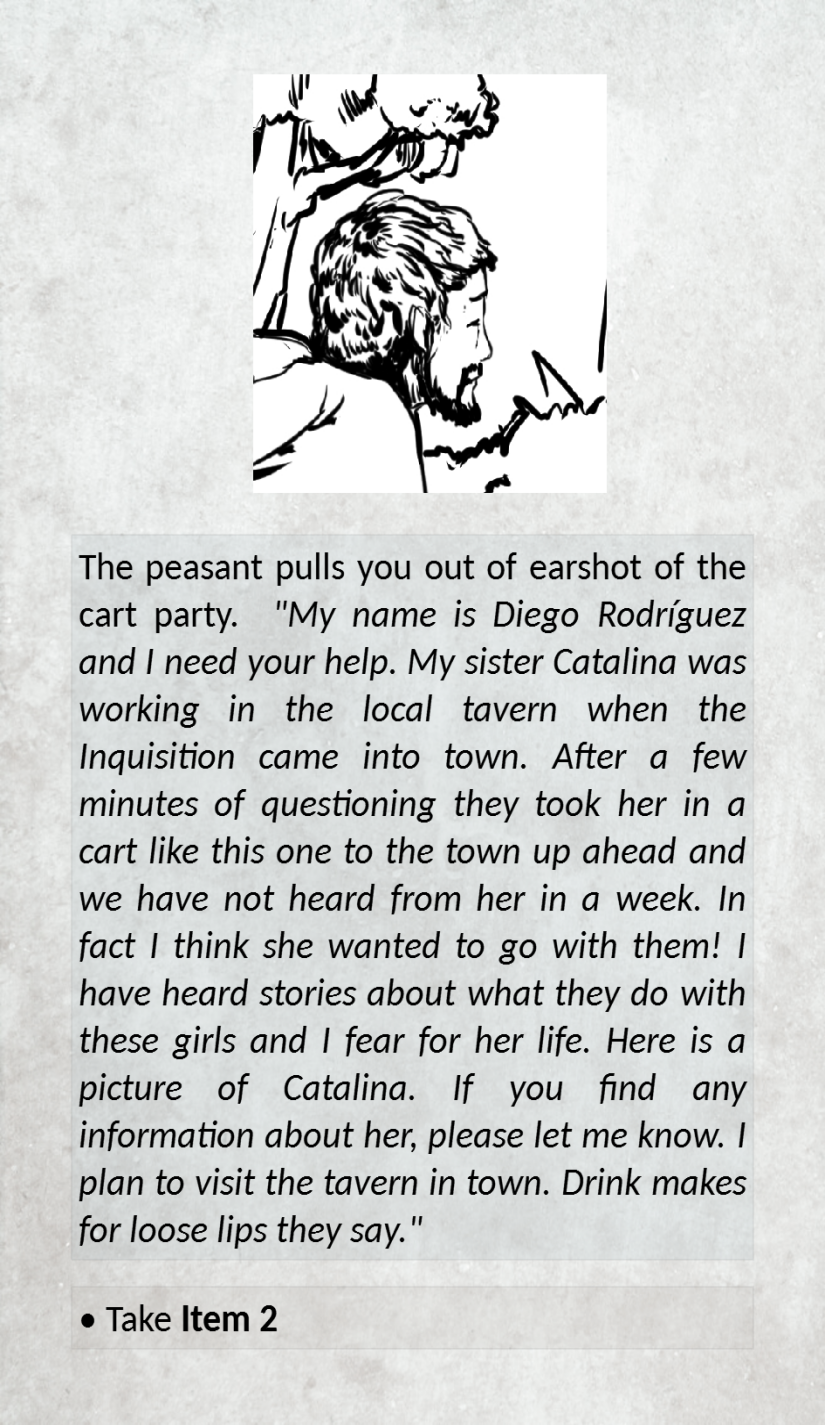 The peasant pulls you out of earshot of the
cart party. "My name is Diego Rodríguez
and I need your help. My sister Catalina was
working in the local tavern when the
Inquisition came into town. After a few
minutes of questioning they took her in a
cart like this one to the town up ahead and
we have not heard from her in a week. In
fact I think she wanted to go with them! I
have heard stories about what they do with
these girls and I fear for her life. Here is a
picture of Catalina. If you find any
information about her, please let me know. I
plan to visit the tavern in town. Drink makes
for loose lips they say."
• Take Item 2